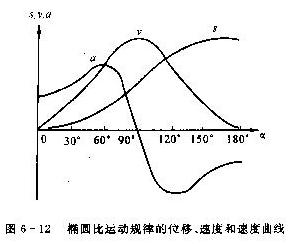 s,v,a
v
s
a
0 30° 60° 90° 120° 150° 180° α
图 6-12 椭圆比运动规律的位移、速度和速度曲线